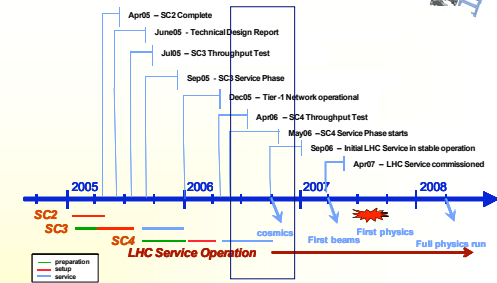 Apr05 – SC2 Complete
June05 - Technical Design Report
Jul05 – SC3 Throughput Test
Sep05 - SC3 Service Phase
Dec05 – Tier-1 Network operational
Apr06 – SC4 Throughput Test
May06 –SC4 Service Phase starts
Sep06 – Initial LHC Service in stable operation
Apr07 – LHC Service commissioned
2005 2006 2007 2008
SC2
SC3
SC4
cosmics
First beams
First physics
Full physics run
LHC Service Operation
preparation
setup
service